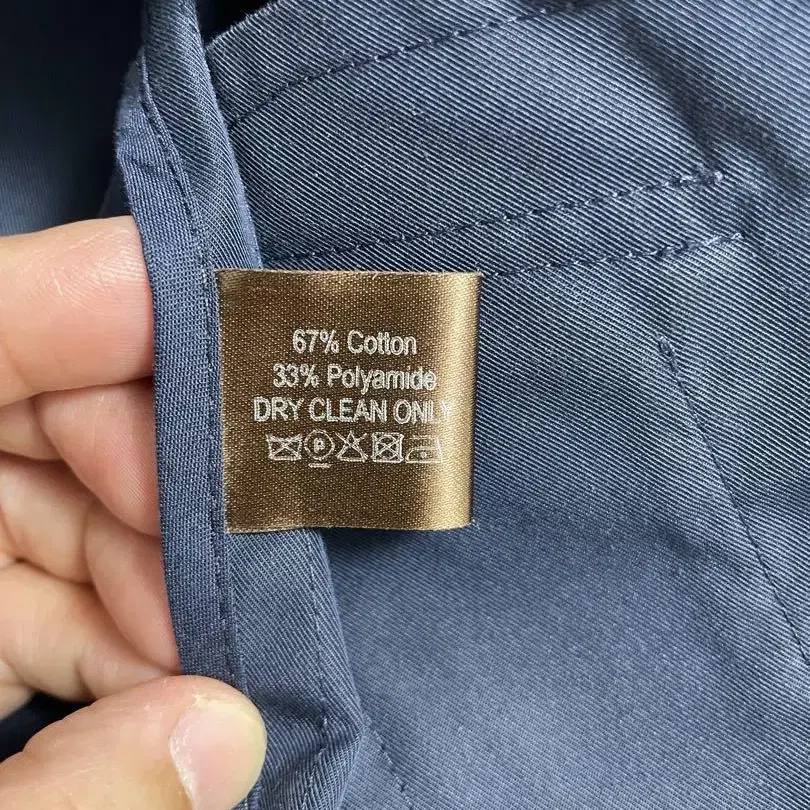 67% Cotton
33% Polyamide
DRY CLEAN ONLY
P